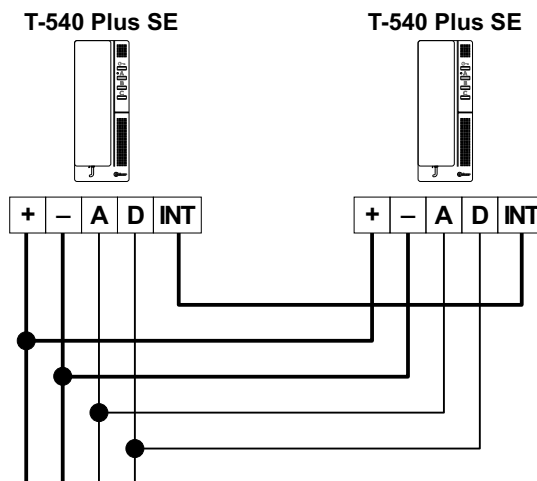 T-540 Plus SE
T-540 Plus SE
+ – A D INT
+ – A D INT